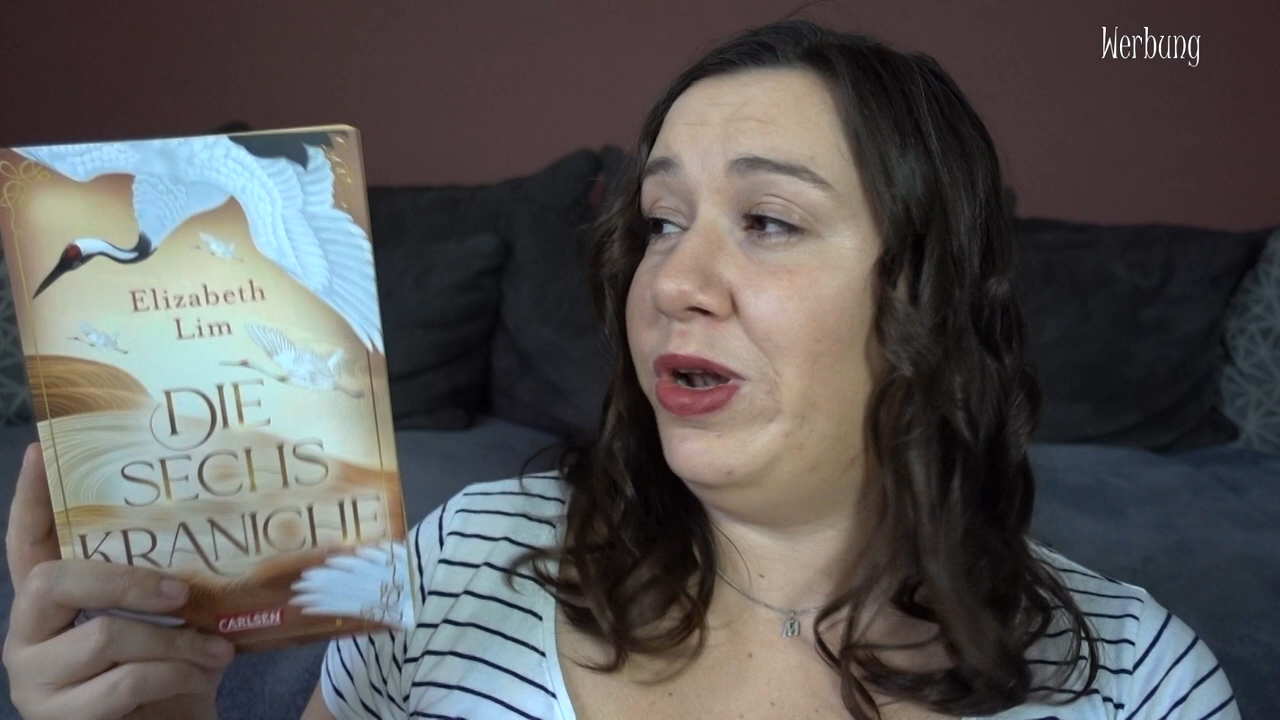 Werbung
Elizabeth
Lim
DIE
SECHS
KRANICHE
CARLSEN